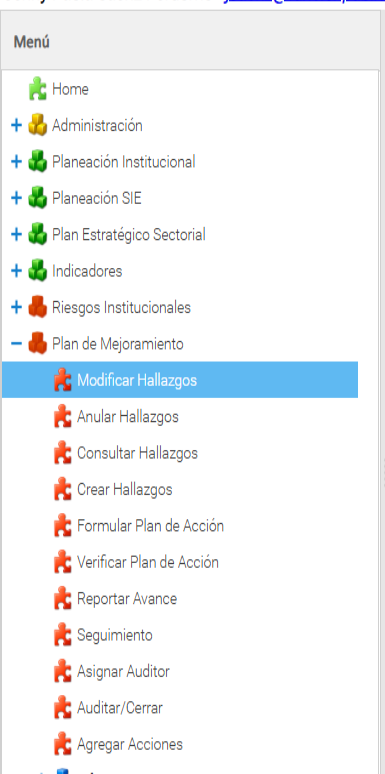 Menú
Home
Administración
Planeación Institucional
Planeación SIE
Plan Estratégico Sectorial
Indicadores
Riesgos Institucionales
Plan de Mejoramiento
Modificar Hallazgos
Anular Hallazgos
Consultar Hallazgos
Crear Hallazgos
Formular Plan de Acción
Verificar Plan de Acción
Reportar Avance
Seguimiento
Asignar Auditor
Auditar/Cerrar
Agregar Acciones